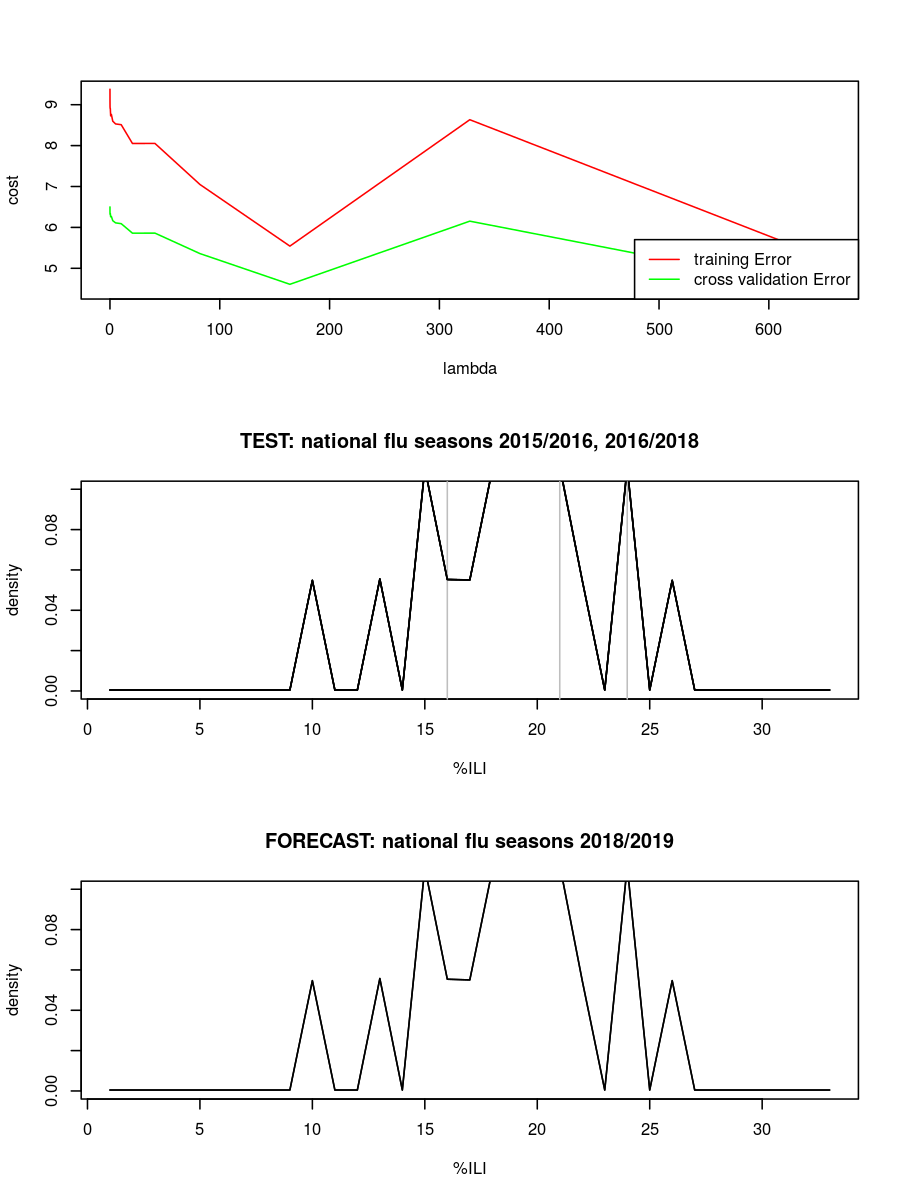 cost
9
8
7
6
5
training Error
cross validation Error
0 100 200 300 400 500 600
lambda
TEST: national flu seasons 2015/2016, 2016/2018
density
0.08
0.04
0.00
0 5 10 15 20 25 30
%ILI
FORECAST: national flu seasons 2018/2019
density
0.08
0.04
0.00
0 5 10 15 20 25 30
%ILI